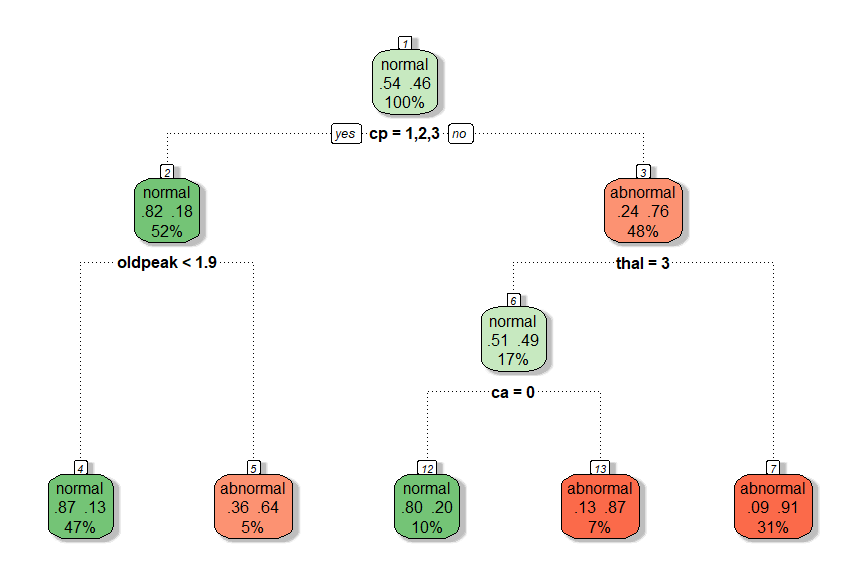 1
normal
.54 .46
100%
yes cp = 1,2,3 no
2
normal
.82 .18
52%
3
abnormal
.24 .76
48%
oldpeak < 1.9
thal = 3
6
normal
.51 .49
17%
ca = 0
4
normal
.87 .13
47%
5
abnormal
.36 .64
5%
12
normal
.80 .20
10%
13
abnormal
.13 .87
7%
7
abnormal
.09 .91
31%